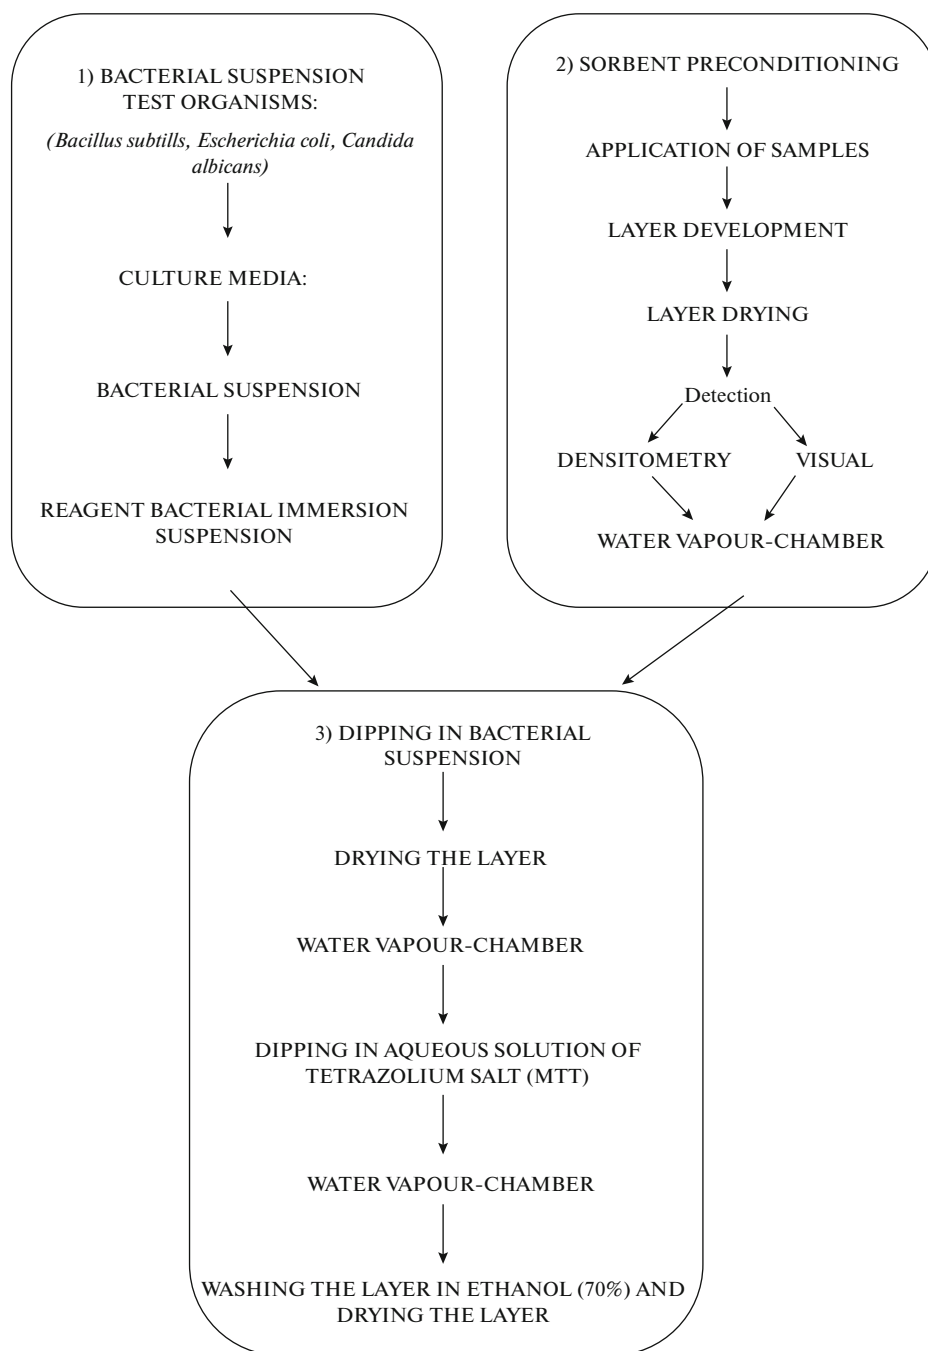 1) BACTERIAL SUSPENSION
TEST ORGANISMS:
(Bacillus subtills, Escherichia coli, Candida
albicans)
CULTURE MEDIA:
BACTERIAL SUSPENSION
REAGENT BACTERIAL IMMERSION
SUSPENSION
2) SORBENT PRECONDITIONING
APPLICATION OF SAMPLES
LAYER DEVELOPMENT
LAYER DRYING
Detection
DENSITOMETRY
VISUAL
WATER VAPOUR-CHAMBER
3) DIPPING IN BACTERIAL
SUSPENSION
DRYING THE LAYER
WATER VAPOUR-CHAMBER
DIPPING IN AQUEOUS SOLUTION OF
TETRAZOLIUM SALT (MTT)
WATER VAPOUR-CHAMBER
WASHING THE LAYER IN ETHANOL (70%) AND
DRYING THE LAYER